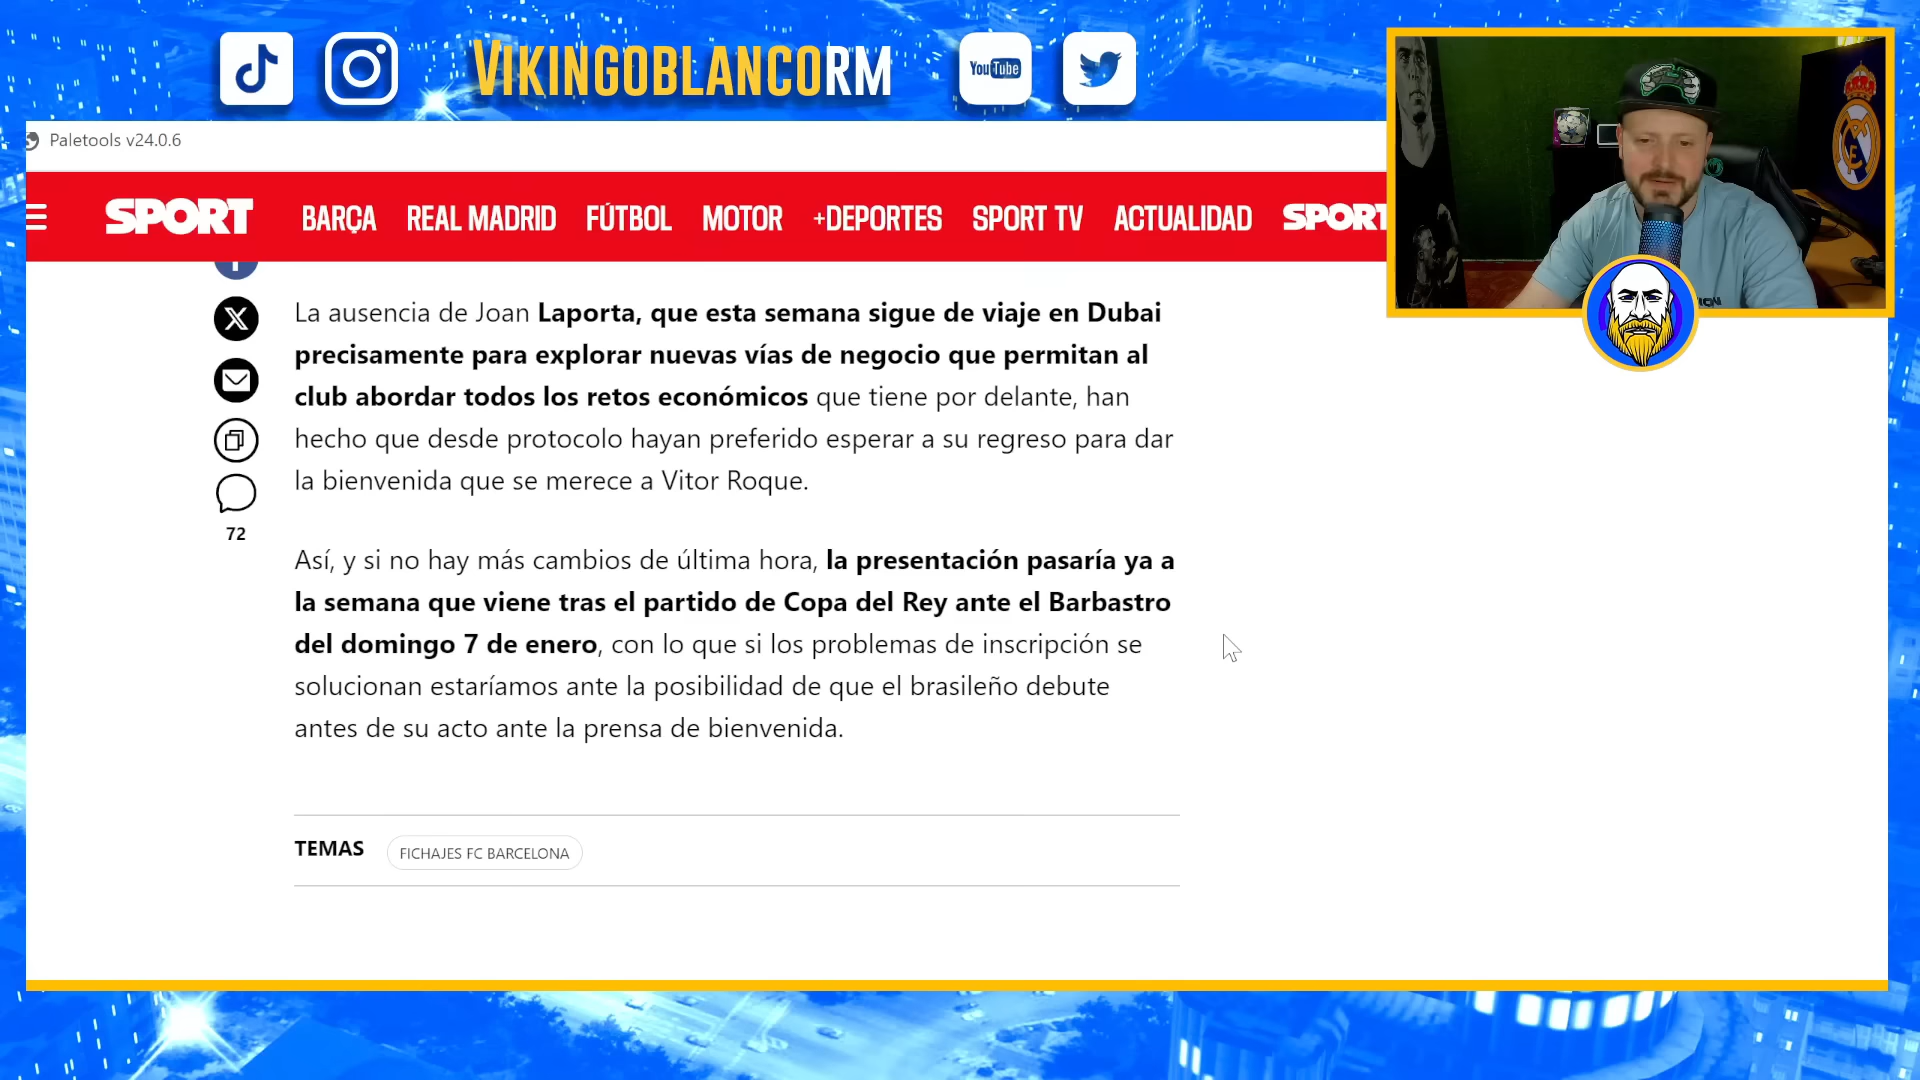 VIKINGOBLANCORM
YouTube
Paletools v24.0.6
SPORT BARÇA REAL MADRID FÚTBOL MOTOR +DEPORTES SPORT TV ACTUALIDAD SPORT
La ausencia de Joan Laporta, que esta semana sigue de viaje en Dubai
precisamente para explorar nuevas vías de negocio que permitan al
club abordar todos los retos económicos que tiene por delante, han
hecho que desde protocolo hayan preferido esperar a su regreso para dar
la bienvenida que se merece a Vitor Roque.
72
Así, y si no hay más cambios de última hora, la presentación pasaría ya a
la semana que viene tras el partido de Copa del Rey ante el Barbastro
del domingo 7 de enero, con lo que si los problemas de inscripción se
solucionan estaríamos ante la posibilidad de que el brasileño debute
antes de su acto ante la prensa de bienvenida.
TEMAS FICHAJES FC BARCELONA